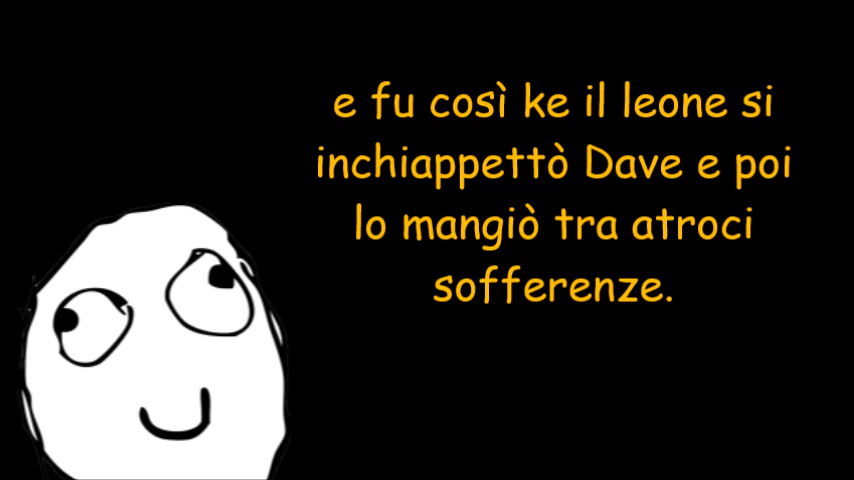 e fu così ke il leone si
inchiappettò Dave e poi
lo mangiò tra atroci
sofferenze.